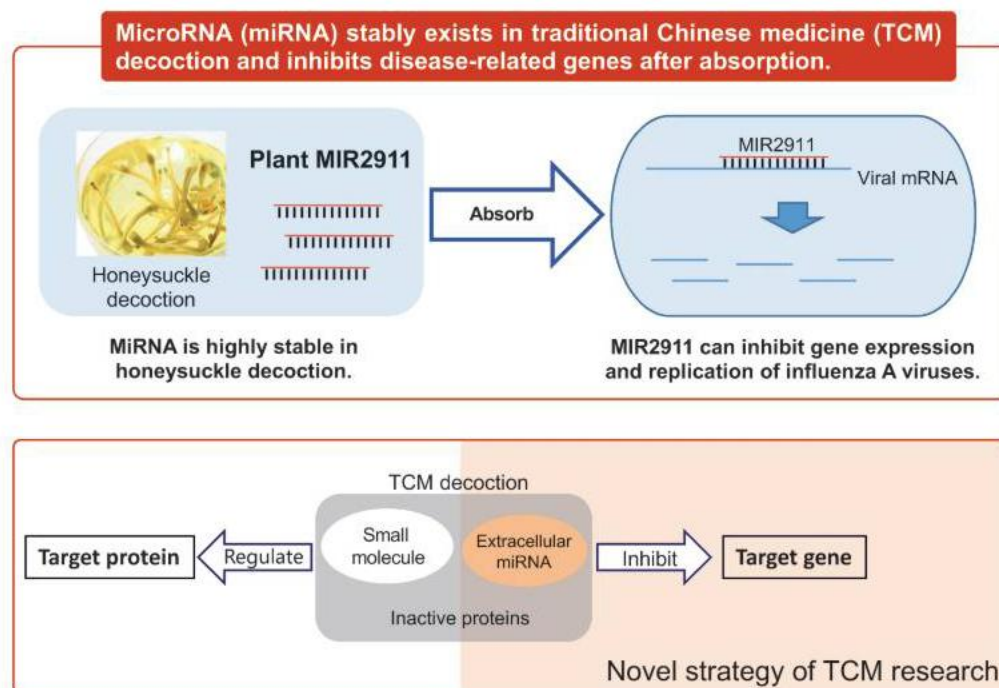 MicroRNA (miRNA) stably exists in traditional Chinese medicine (TCM)
decoction and inhibits disease-related genes after absorption.
Plant MIR2911
Honeysuckle
decoction
Absorb
MIR2911
Viral mRNA
MiRNA is highly stable in
honeysuckle decoction.
MIR2911 can inhibit gene expression
and replication of influenza A viruses.
TCM decoction
Target protein
Regulate
Small
molecule
Extracellular
miRNA
Inhibit
Target gene
Inactive proteins
Novel strategy of TCM research